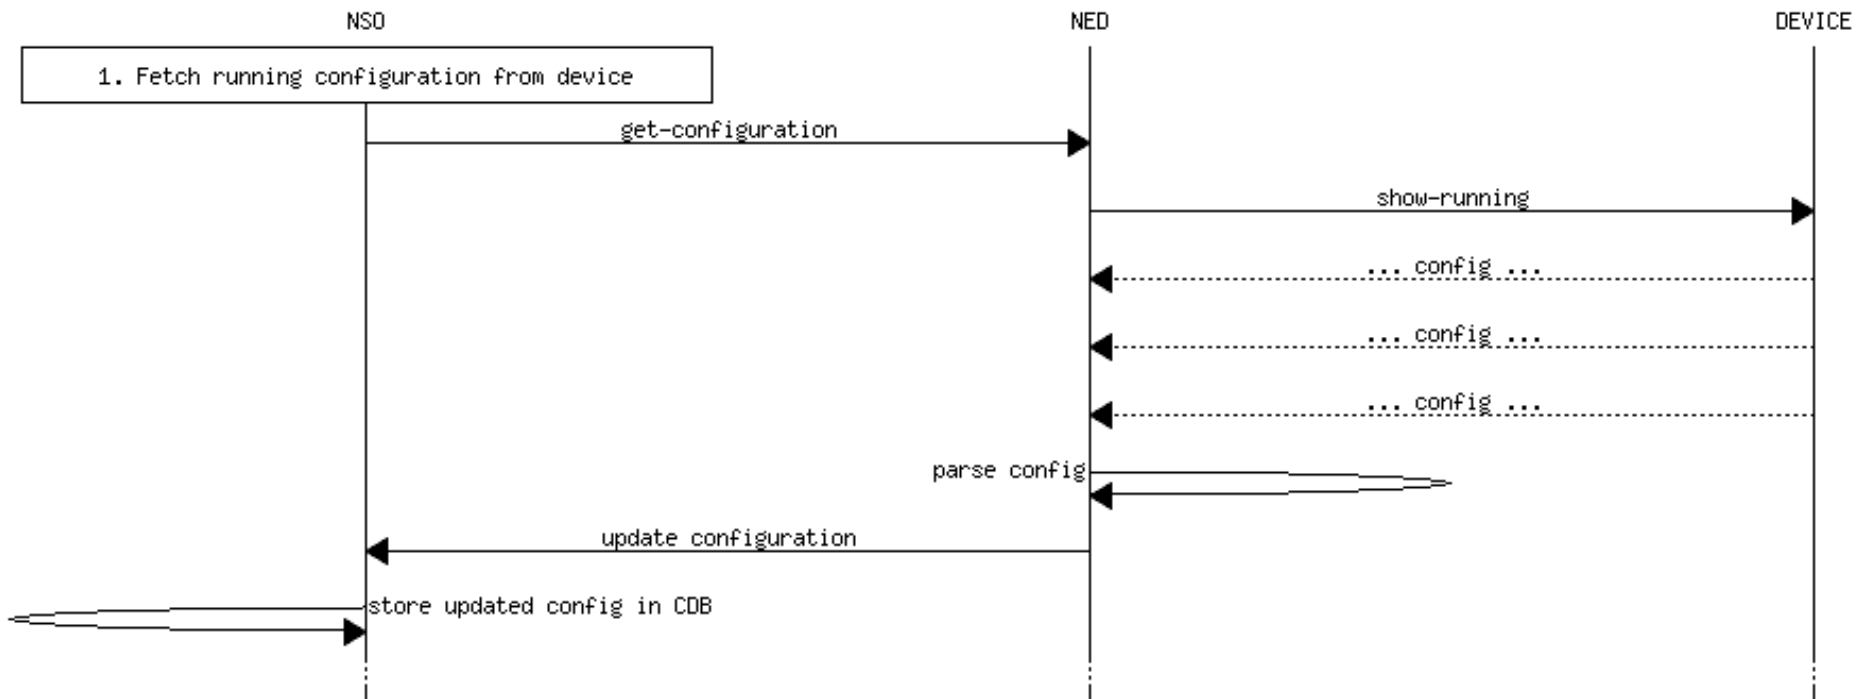 NSO
NED
DEVICE
1. Fetch running configuration from device
get-configuration
show-running
... config ...
... config ...
... config ...
parse config
update configuration
store updated config in CDB